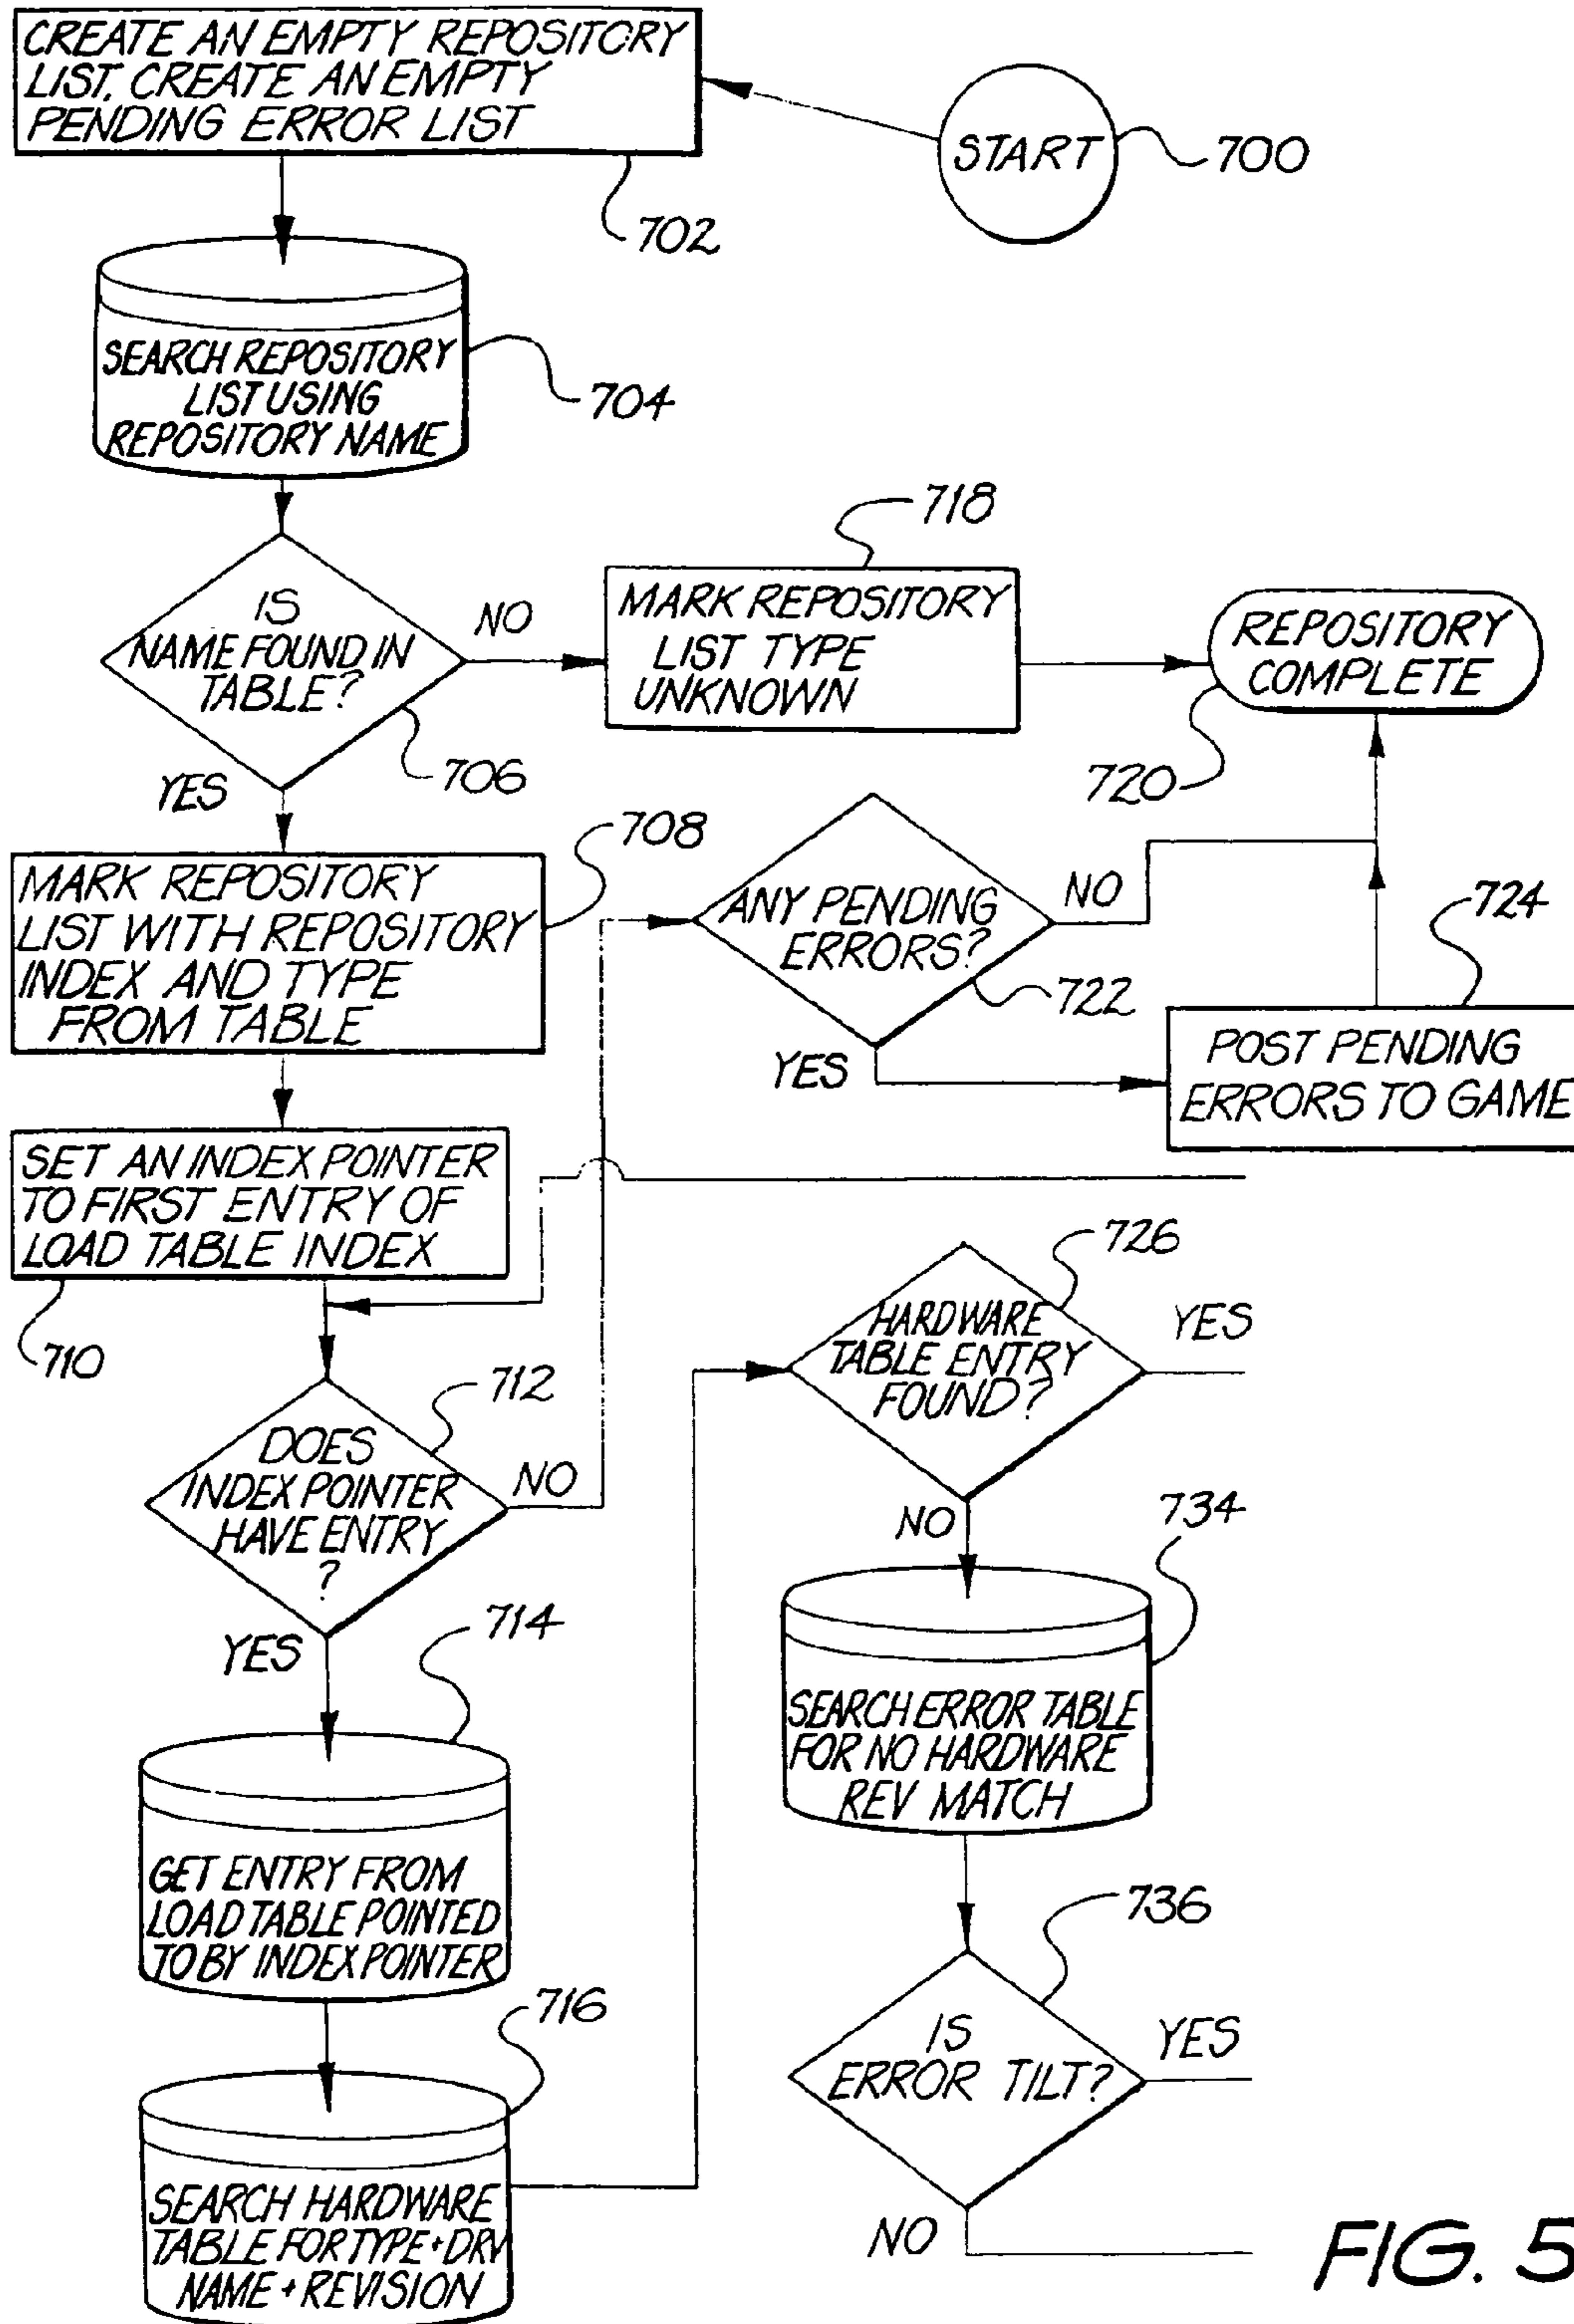 CREATE AN EMPTY REPOSITORY
LIST. CREATE AN EMPTY
PENDING ERROR LIST
START
700
702
SEARCH REPOSITORY
LIST USING
REPOSITORY NAME
704
718
IS
NAME FOUND IN
TABLE?
NO
MARK REPOSITORY
LIST TYPE
UNKNOWN
REPOSITORY
COMPLETE
706
YES
720
708
MARK REPOSITORY
LIST WITH REPOSITORY
INDEX AND TYPE
FROM TABLE
ANY PENDING
ERRORS?
NO
724
722
YES
POST PENDING
ERRORS TO GAME
SET AN INDEX POINTER
TO FIRST ENTRY OF
LOAD TABLE INDEX
710
726
HARDWARE
TABLE ENTRY
FOUND?
YES
712
DOES
INDEX POINTER
HAVE ENTRY
?
NO
NO
734
YES
714
SEARCH ERROR TABLE
FOR NO HARDWARE
REV MATCH
GET ENTRY FROM
LOAD TABLE POINTED
TO BY INDEX POINTER
736
716
IS
ERROR TILT?
YES
SEARCH HARDWARE
TABLE FOR TYPE+DRV
NAME+REVISION
NO
FIG. 5